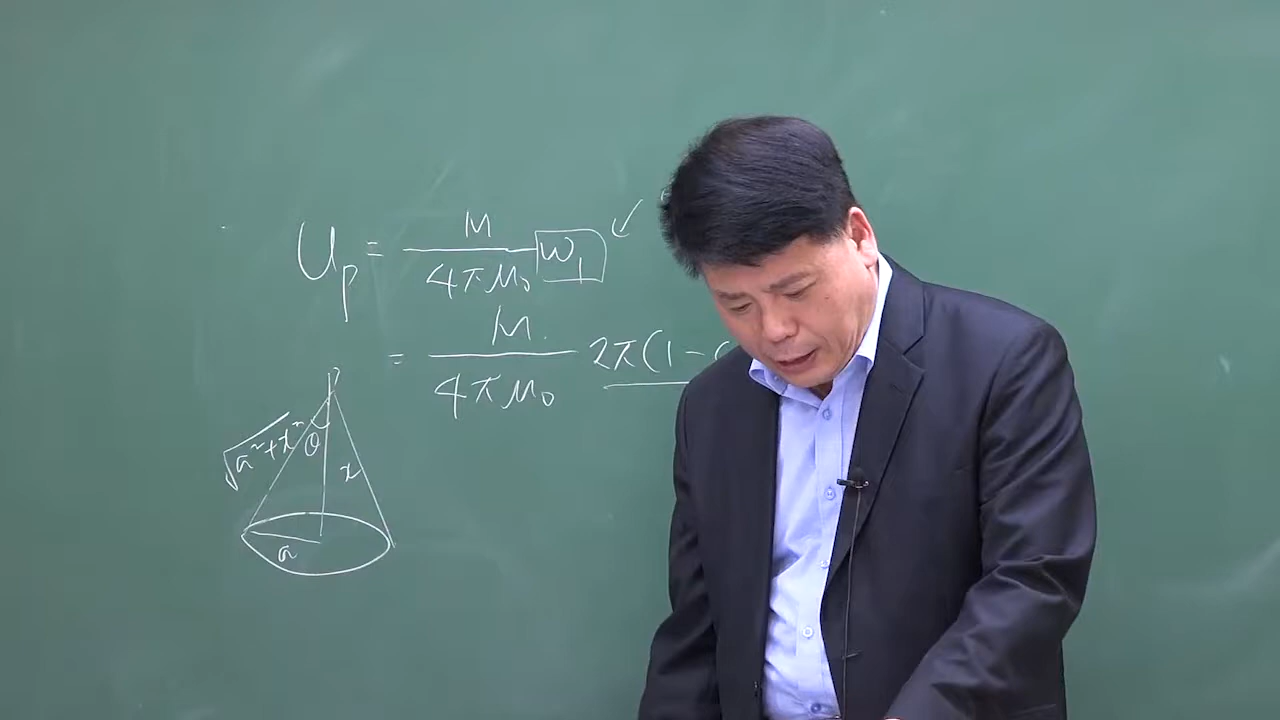 U_p = M / 4πμ₀ ω₁
= M. / 4πμ₀ 2π(1 - c
P
√a²+x²
θ
x
a